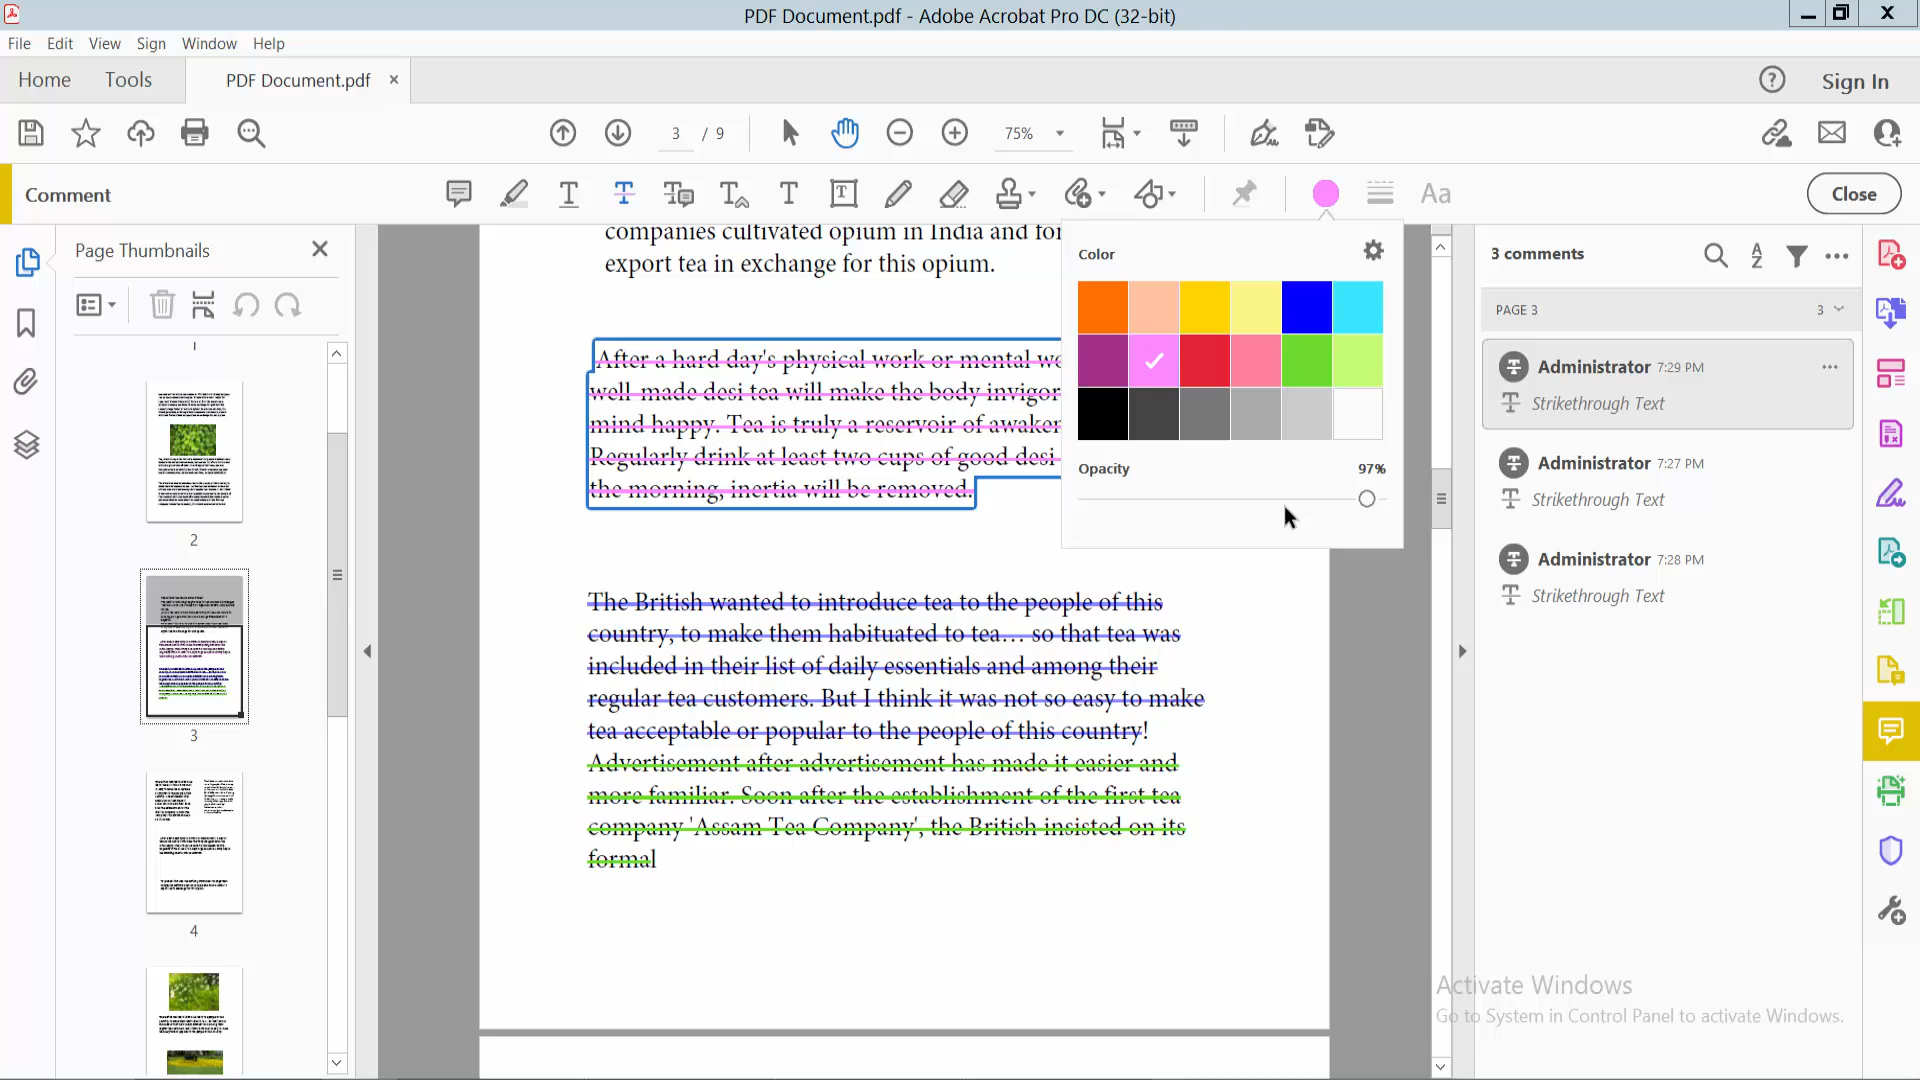 PDF Document.pdf - Adobe Acrobat Pro DC (32-bit)
File Edit View Sign Window Help
Home Tools PDF Document.pdf × Sign In
3 / 9 75%
Comment Close
Page Thumbnails
1
2
3
4
companies cultivated opium in India and
export tea in exchange for this opium.
After a hard day's physical work or mental
well-made desi tea will make the body
mind happy. Tea is truly a reservoir of
Regularly drink at least two cups of good desi
the morning, inertia will be removed.
The British wanted to introduce tea to the people of this
country, to make them habituated to tea… so that tea was
included in their list of daily essentials and among their
regular tea customers. But I think it was not so easy to make
tea acceptable or popular to the people of this country!
Advertisement after advertisement has made it easier and
more familiar. Soon after the establishment of the first tea
company 'Assam Tea Company', the British insisted on its
formal
Color
Opacity 97%
3 comments
PAGE 3 3
Administrator 7:29 PM
Strikethrough Text
Administrator 7:27 PM
Strikethrough Text
Administrator 7:28 PM
Strikethrough Text
Activate Windows
Go to System in Control Panel to activate Windows.